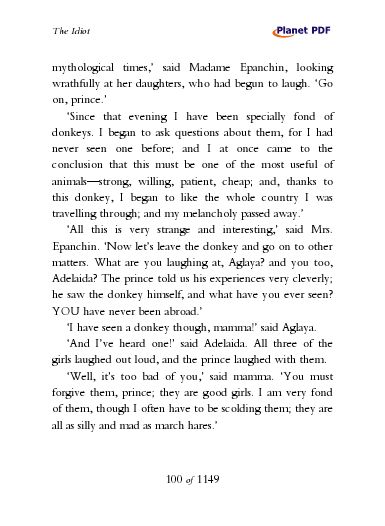 The Idiot
Planet PDF
mythological times,’ said Madame Epanchin, looking
wrathfully at her daughters, who had begun to laugh. ‘Go
on, prince.’
‘Since that evening I have been specially fond of
donkeys. I began to ask questions about them, for I had
never seen one before; and I at once came to the
conclusion that this must be one of the most useful of
animals—strong, willing, patient, cheap; and, thanks to
this donkey, I began to like the whole country I was
travelling through; and my melancholy passed away.’
‘All this is very strange and interesting,’ said Mrs.
Epanchin. ‘Now let’s leave the donkey and go on to other
matters. What are you laughing at, Aglaya? and you too,
Adelaida? The prince told us his experiences very cleverly;
he saw the donkey himself, and what have you ever seen?
YOU have never been abroad.’
‘I have seen a donkey though, mamma!’ said Aglaya.
‘And I’ve heard one!’ said Adelaida. All three of the
girls laughed out loud, and the prince laughed with them.
‘Well, it’s too bad of you,’ said mamma. ‘You must
forgive them, prince; they are good girls. I am very fond
of them, though I often have to be scolding them; they are
all as silly and mad as march hares.’
100 of 1149